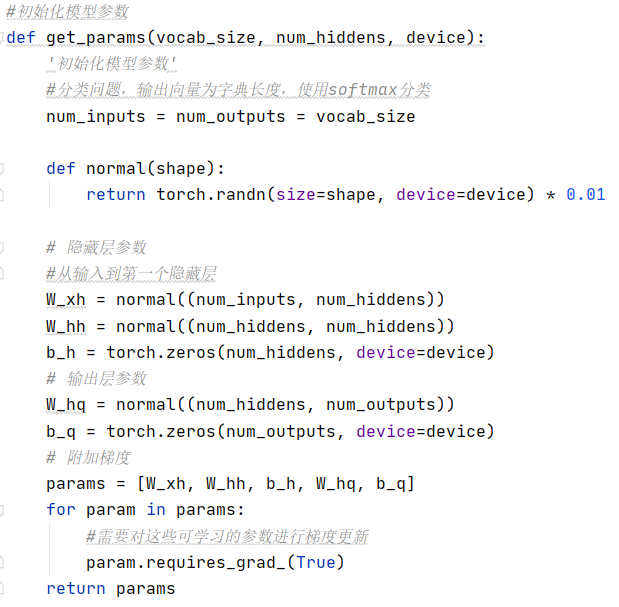 #初始化模型参数
def get_params(vocab_size, num_hiddens, device):
    '初始化模型参数'
    #分类问题，输出向量为字典长度，使用softmax分类
    num_inputs = num_outputs = vocab_size

    def normal(shape):
        return torch.randn(size=shape, device=device) * 0.01

    # 隐藏层参数
    #从输入到第一个隐藏层
    W_xh = normal((num_inputs, num_hiddens))
    W_hh = normal((num_hiddens, num_hiddens))
    b_h = torch.zeros(num_hiddens, device=device)
    # 输出层参数
    W_hq = normal((num_hiddens, num_outputs))
    b_q = torch.zeros(num_outputs, device=device)
    # 附加梯度
    params = [W_xh, W_hh, b_h, W_hq, b_q]
    for param in params:
        #需要对这些可学习的参数进行梯度更新
        param.requires_grad_(True)
    return params